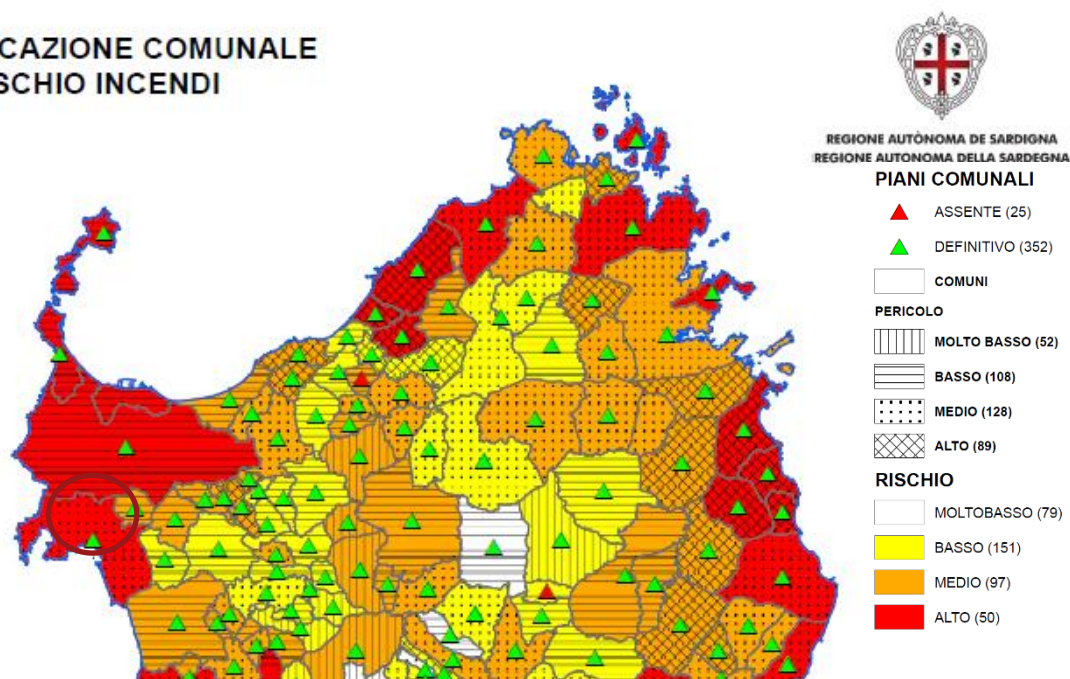 CAZIONE COMUNALE
SCHIO INCENDI
REGIONE AUTÒNOMA DE SARDIGNA
REGIONE AUTONOMA DELLA SARDEGNA
PIANI COMUNALI
ASSENTE (25)
DEFINITIVO (352)
COMUNI
PERICOLO
MOLTO BASSO (52)
BASSO (108)
MEDIO (128)
ALTO (89)
RISCHIO
MOLTOBASSO (79)
BASSO (151)
MEDIO (97)
ALTO (50)